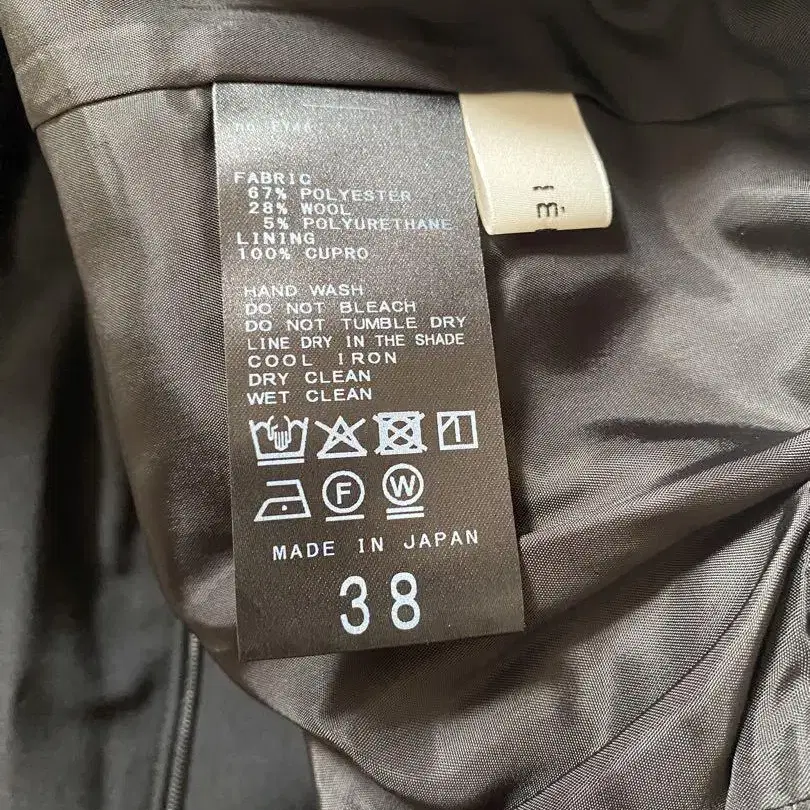 FABRIC
67% POLYESTER
28% WOOL
5% POLYURETHANE
LINING
100% CUPRO
HAND WASH
DO NOT BLEACH
DO NOT TUMBLE DRY
LINE DRY IN THE SHADE
COOL IRON
DRY CLEAN
WET CLEAN
F W
MADE IN JAPAN
38